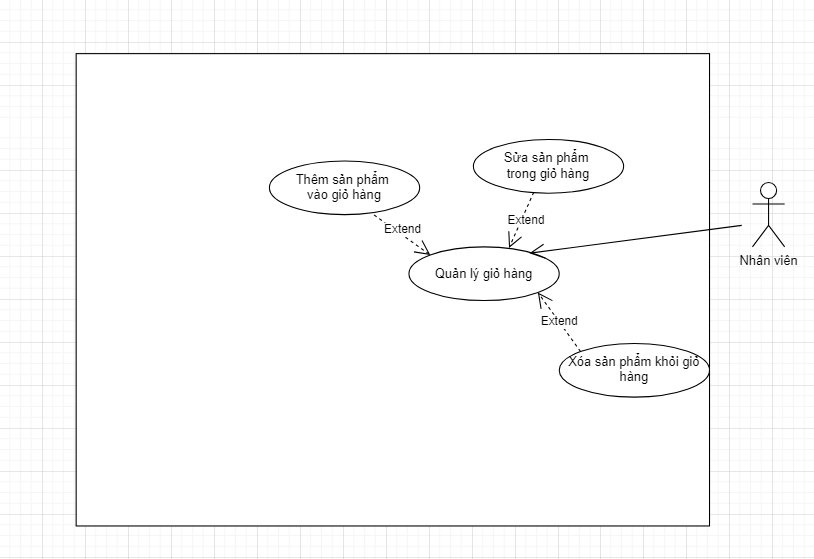 Sửa sản phẩm
trong giỏ hàng
Thêm sản phẩm
vào giỏ hàng
Extend
Extend
Nhân viên
Quản lý giỏ hàng
Extend
Xóa sản phẩm khỏi giỏ
hàng